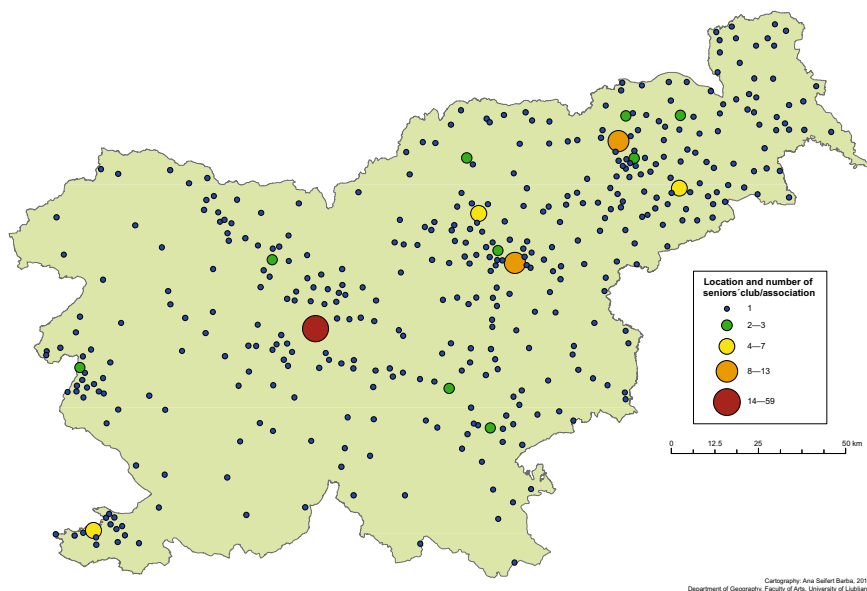 Location and number of
seniors´club/association
1
2—3
4—7
8—13
14—59
0 12.5 25 50 km
Cartography: Ana Seifert Barba, 201
Department of Geography, Faculty of Arts, University of Ljubljan